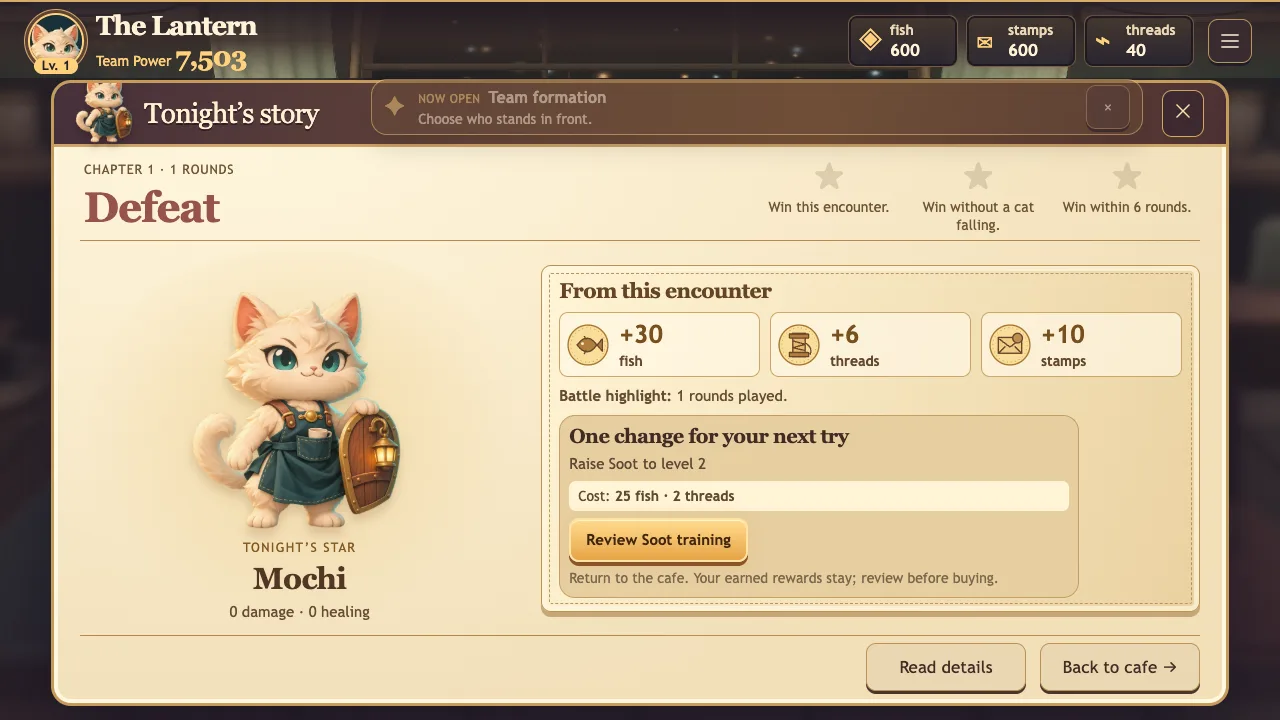 The Lantern
Lv. 1
Team Power 7,503
fish
600
stamps
600
threads
40
Tonight's story
NOW OPEN Team formation
Choose who stands in front.
×
CHAPTER 1 · 1 ROUNDS
Defeat
Win this encounter.
Win without a cat
falling.
Win within 6 rounds.
TONIGHT'S STAR
Mochi
0 damage · 0 healing
From this encounter
+30
fish
+6
threads
+10
stamps
Battle highlight: 1 rounds played.
One change for your next try
Raise Soot to level 2
Cost: 25 fish · 2 threads
Review Soot training
Return to the cafe. Your earned rewards stay; review before buying.
Read details
Back to cafe →